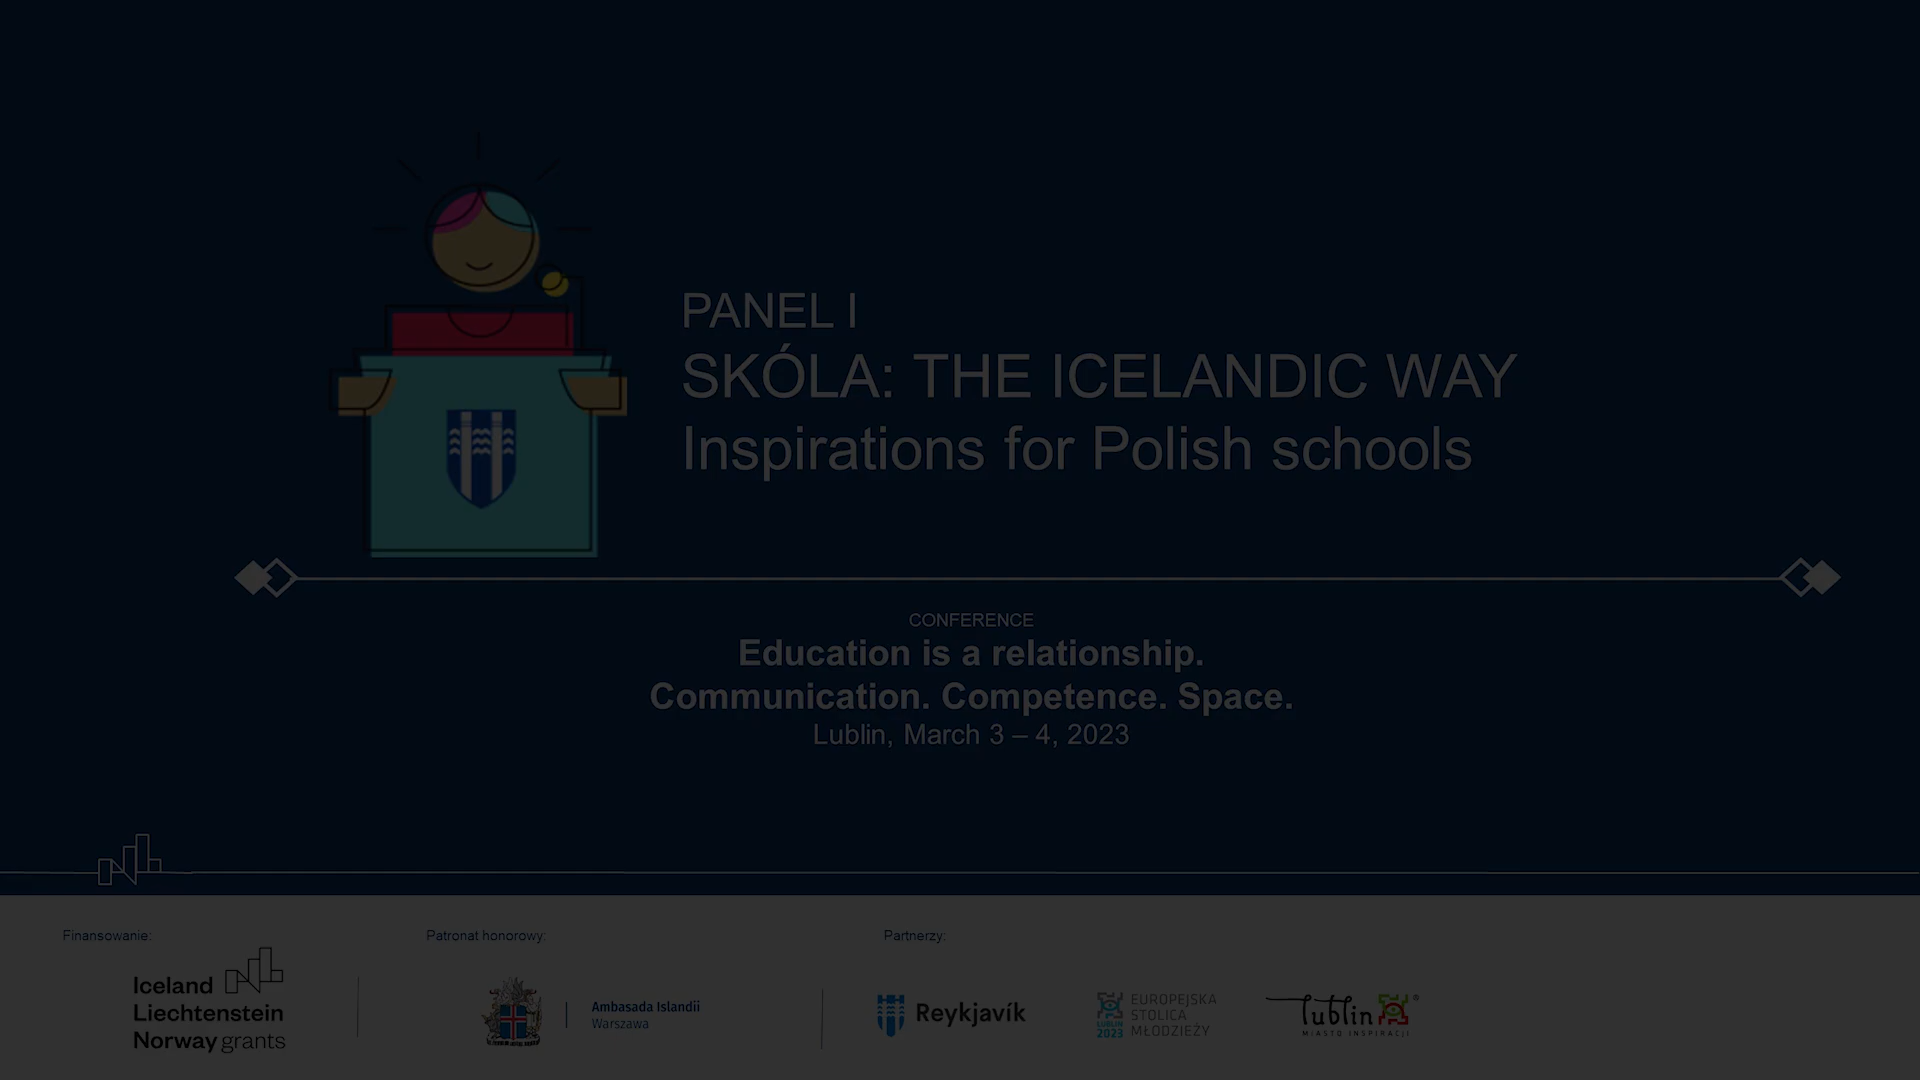 PANEL I
SKÓLA: THE ICELANDIC WAY
Inspirations for Polish schools
CONFERENCE
Education is a relationship.
Communication. Competence. Space.
Lublin, March 3 – 4, 2023
Finansowanie:
Patronat honorowy:
Partnerzy:
Iceland
Liechtenstein
Norway grants
Ambasada Islandii
Warszawa
Reykjavík
EUROPEJSKA
STOLICA
MŁODZIEŻY
LUBLIN
2023
lublin
MIASTO INSPIRACJI